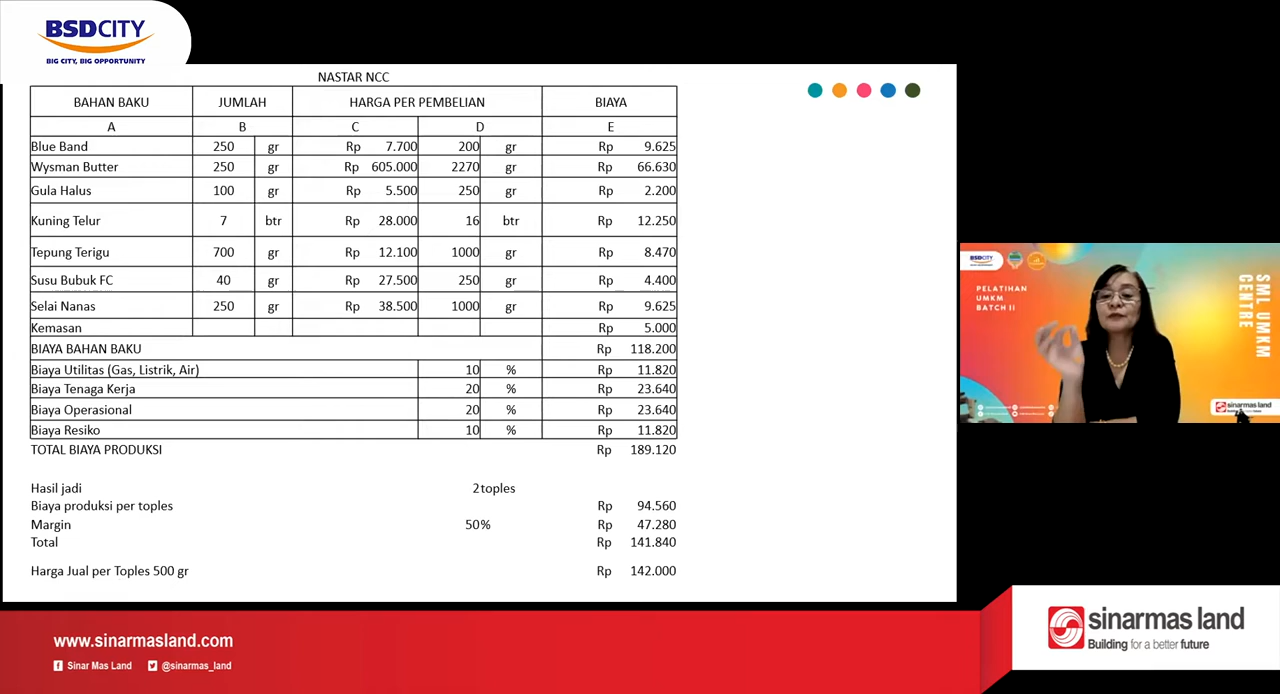 BSDCITY
BIG CITY, BIG OPPORTUNITY
NASTAR NCC
BAHAN BAKU JUMLAH HARGA PER PEMBELIAN BIAYA
A B C D E
Blue Band 250 gr Rp 7.700 200 gr Rp 9.625
Wysman Butter 250 gr Rp 605.000 2270 gr Rp 66.630
Gula Halus 100 gr Rp 5.500 250 gr Rp 2.200
Kuning Telur 7 btr Rp 28.000 16 btr Rp 12.250
Tepung Terigu 700 gr Rp 12.100 1000 gr Rp 8.470
Susu Bubuk FC 40 gr Rp 27.500 250 gr Rp 4.400
Selai Nanas 250 gr Rp 38.500 1000 gr Rp 9.625
Kemasan Rp 5.000
BIAYA BAHAN BAKU Rp 118.200
Biaya Utilitas (Gas, Listrik, Air) 10 % Rp 11.820
Biaya Tenaga Kerja 20 % Rp 23.640
Biaya Operasional 20 % Rp 23.640
Biaya Resiko 10 % Rp 11.820
TOTAL BIAYA PRODUKSI Rp 189.120
Hasil jadi 2 toples
Biaya produksi per toples Rp 94.560
Margin 50% Rp 47.280
Total Rp 141.840
Harga Jual per Toples 500 gr Rp 142.000
BSDCITY
PELATIHAN
UMKM
BATCH II
SML UMKM
CENTRE
sinarmas land
www.sinarmasland.com
Sinar Mas Land @sinarmas_land
sinarmas land
Building for a better future